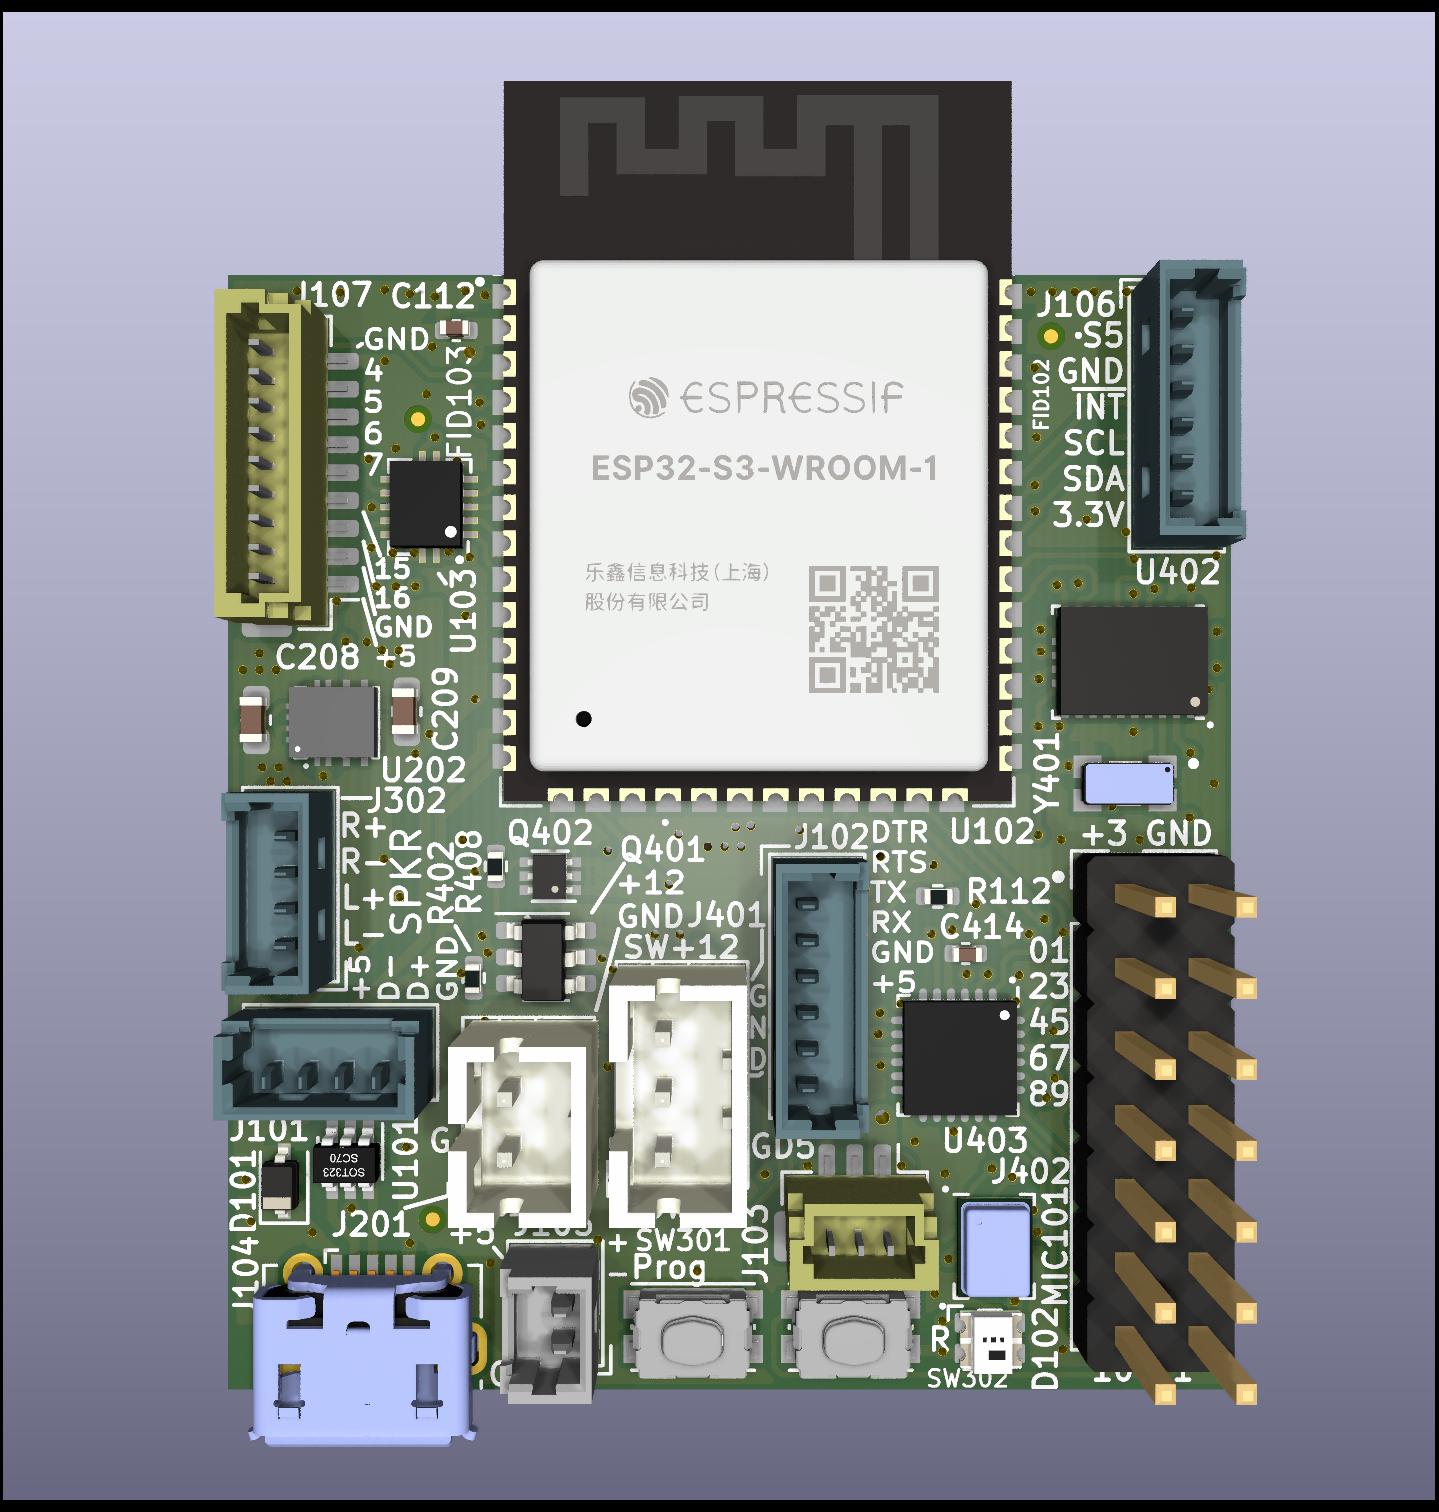 ESPRESSIF
ESP32-S3-WROOM-1
乐鑫信息科技(上海)
股份有限公司
J107
C112
GND
4
5
6
7
FID103
15
16
GND
+5
U103
C208
C209
U202
J302
R+
R-
L+
L-
SPKR
R402
R408
+5
D-
D+
GND
Q402
Q401
+12
GND
J401
SW+12
J102
DTR
RTS
TX
RX
GND
+5
U102
R112
C414
J106
S5
GND
INT
SCL
SDA
3.3V
FID102
U402
Y401
+3 GND
01
23
45
67
89
GND
U403
J402
GD5
J101
D101
SOT323
SC70
U101
J201
J104
+5
+
-
SW301
Prog
J103
MIC101
D102
R
SW302